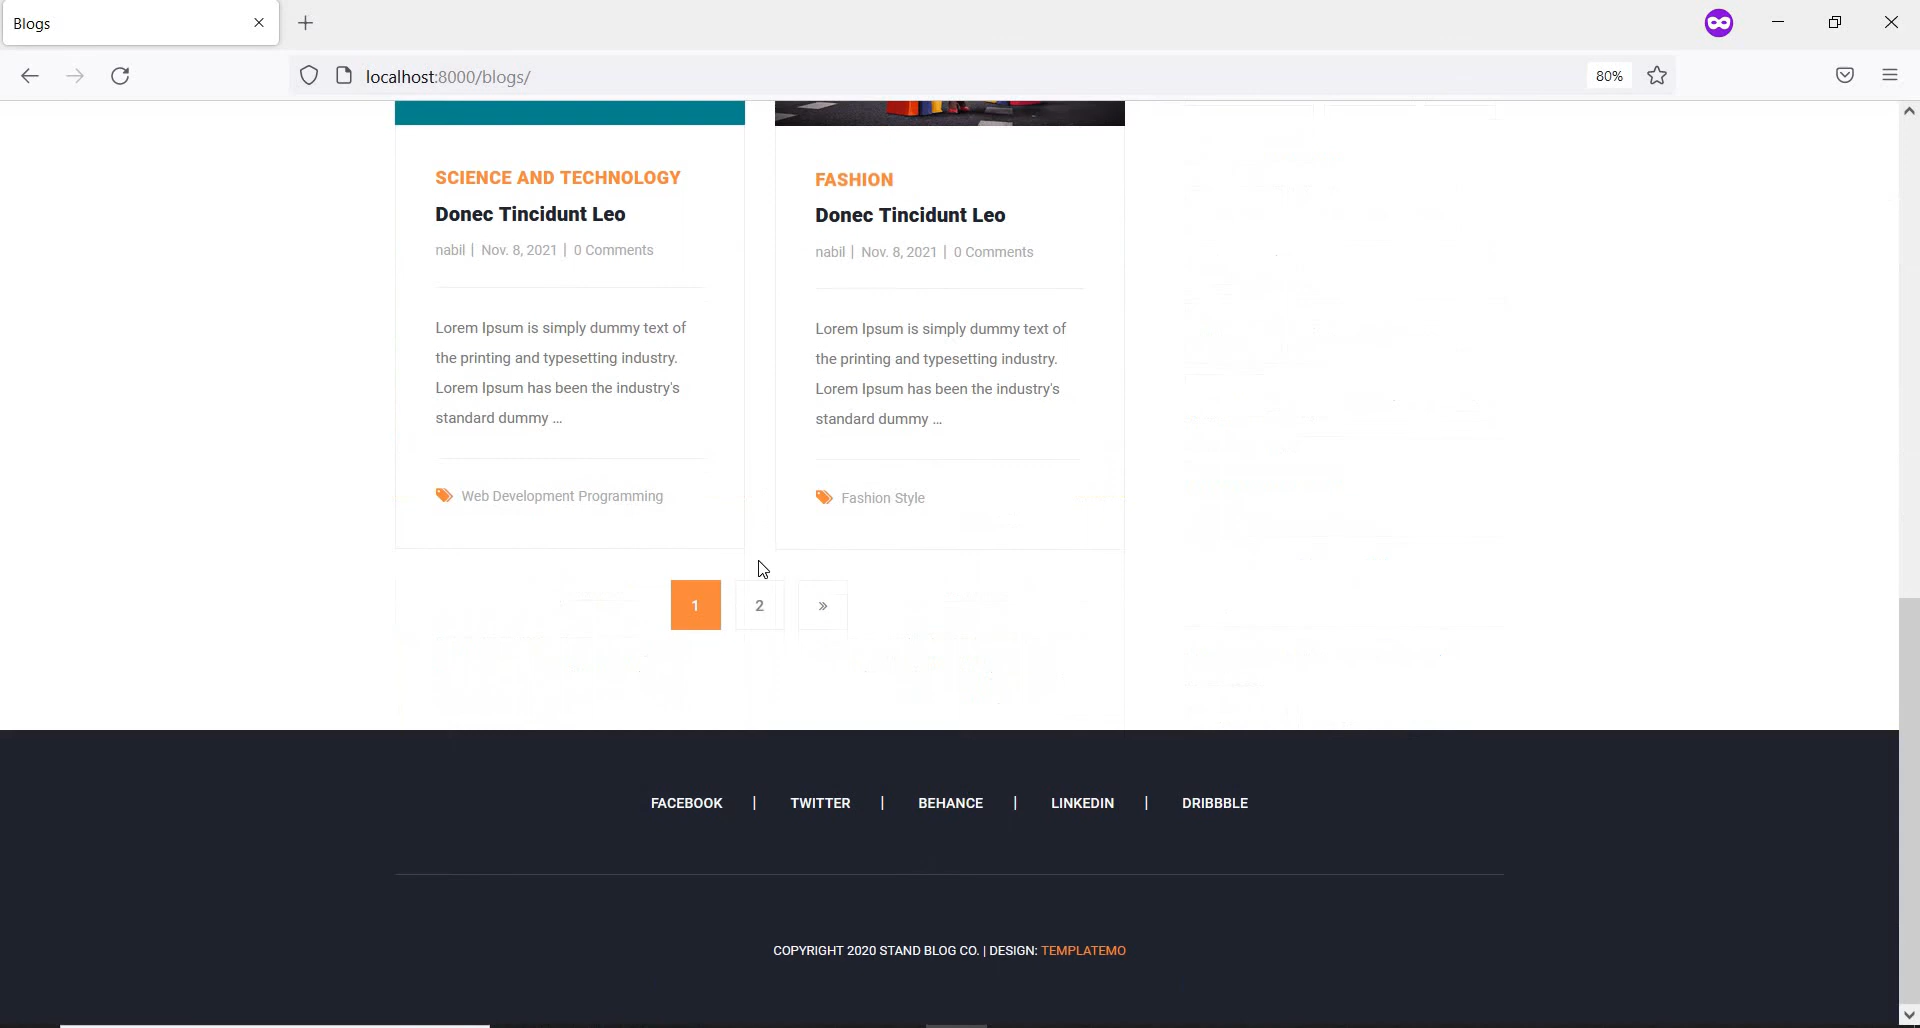 Blogs
localhost:8000/blogs/
80%
SCIENCE AND TECHNOLOGY
Donec Tincidunt Leo
nabil | Nov. 8, 2021 | 0 Comments
Lorem Ipsum is simply dummy text of
the printing and typesetting industry.
Lorem Ipsum has been the industry's
standard dummy ...
Web Development Programming
FASHION
Donec Tincidunt Leo
nabil | Nov. 8, 2021 | 0 Comments
Lorem Ipsum is simply dummy text of
the printing and typesetting industry.
Lorem Ipsum has been the industry's
standard dummy ...
Fashion Style
1 2 »
FACEBOOK | TWITTER | BEHANCE | LINKEDIN | DRIBBBLE
COPYRIGHT 2020 STAND BLOG CO. | DESIGN: TEMPLATEMO